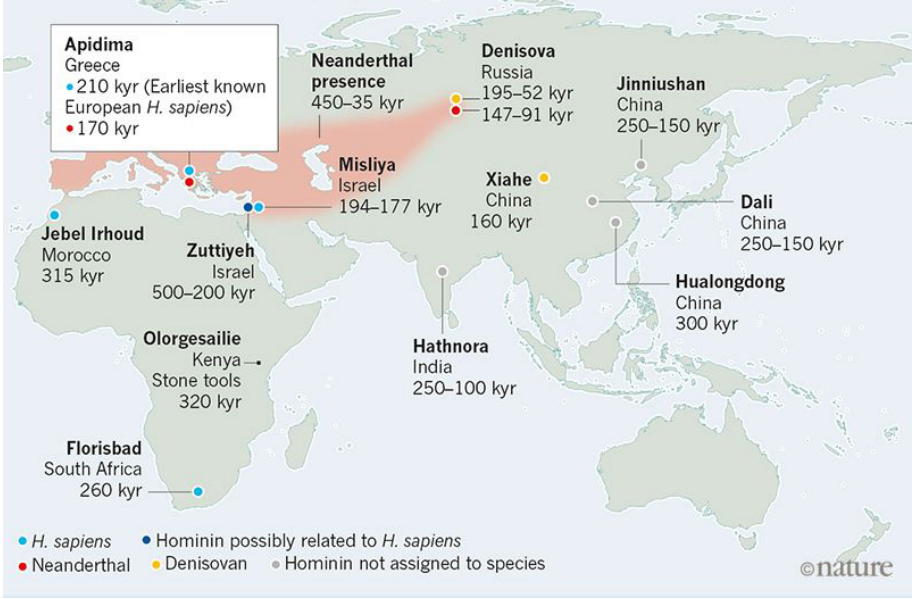 Apidima
Greece
210 kyr (Earliest known
European H. sapiens)
170 kyr
Neanderthal
presence
450–35 kyr
Denisova
Russia
195–52 kyr
147–91 kyr
Jinniushan
China
250–150 kyr
Misliya
Israel
194–177 kyr
Xiahe
China
160 kyr
Dali
China
250–150 kyr
Jebel Irhoud
Morocco
315 kyr
Zuttiyeh
Israel
500–200 kyr
Hualongdong
China
300 kyr
Olorgesailie
Kenya
Stone tools
320 kyr
Hathnora
India
250–100 kyr
Florisbad
South Africa
260 kyr
H. sapiens
Hominin possibly related to H. sapiens
Neanderthal
Denisovan
Hominin not assigned to species
©nature